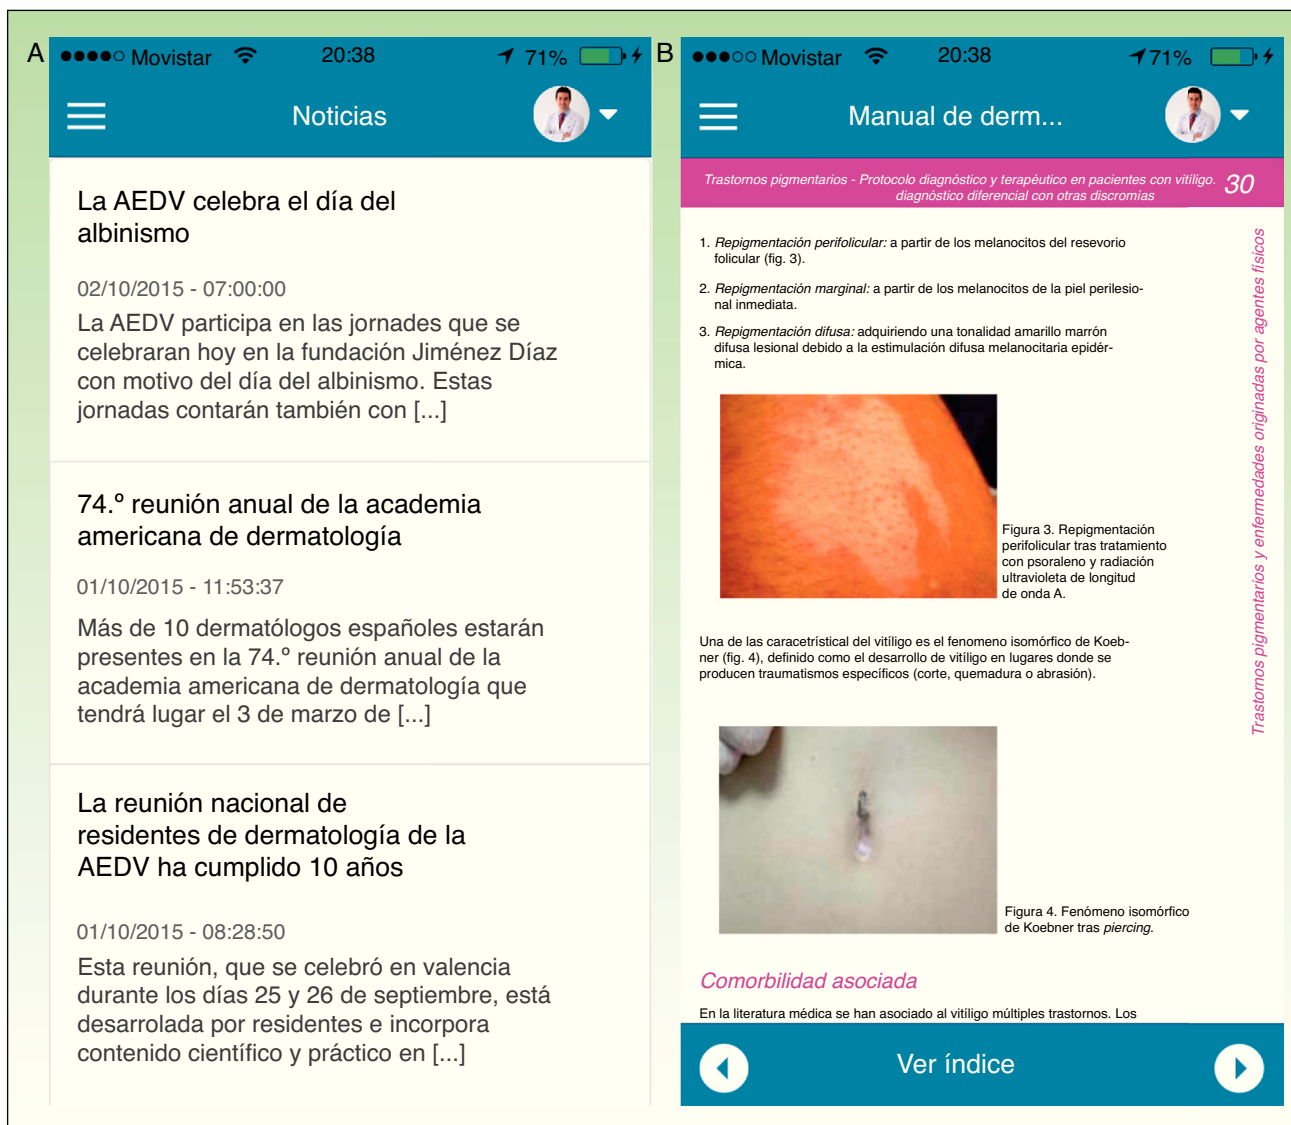 A
Movistar 20:38 71%
Noticias
La AEDV celebra el día del
albinismo
02/10/2015 - 07:00:00
La AEDV participa en las jornades que se
celebraran hoy en la fundación Jiménez Díaz
con motivo del día del albinismo. Estas
jornadas contarán también con [...]
74.º reunión anual de la academia
americana de dermatología
01/10/2015 - 11:53:37
Más de 10 dermatólogos españoles estarán
presentes en la 74.º reunión anual de la
academia americana de dermatología que
tendrá lugar el 3 de marzo de [...]
La reunión nacional de
residentes de dermatología de la
AEDV ha cumplido 10 años
01/10/2015 - 08:28:50
Esta reunión, que se celebró en valencia
durante los días 25 y 26 de septiembre, está
desarrolada por residentes e incorpora
contenido científico y práctico en [...]
B
Movistar 20:38 71%
Manual de derm...
Trastornos pigmentarios - Protocolo diagnóstico y terapéutico en pacientes con vitíligo. 30
diagnóstico diferencial con otras discromías
1. Repigmentación perifolicular: a partir de los melanocitos del resevorio
folicular (fig. 3).
2. Repigmentación marginal: a partir de los melanocitos de la piel perilesio-
nal inmediata.
3. Repigmentación difusa: adquiriendo una tonalidad amarillo marrón
difusa lesional debido a la estimulación difusa melanocitaria epidér-
mica.
Figura 3. Repigmentación
perifolicular tras tratamiento
con psoraleno y radiación
ultravioleta de longitud
de onda A.
Una de las caracetrístical del vitíligo es el fenomeno isomórfico de Koeb-
ner (fig. 4), definido como el desarrollo de vitíligo en lugares donde se
producen traumatismos específicos (corte, quemadura o abrasión).
Figura 4. Fenómeno isomórfico
de Koebner tras piercing.
Comorbilidad asociada
En la literatura médica se han asociado al vitíligo múltiples trastornos. Los
Trastornos pigmentarios y enfermedades originadas por agentes físicos
Ver índice